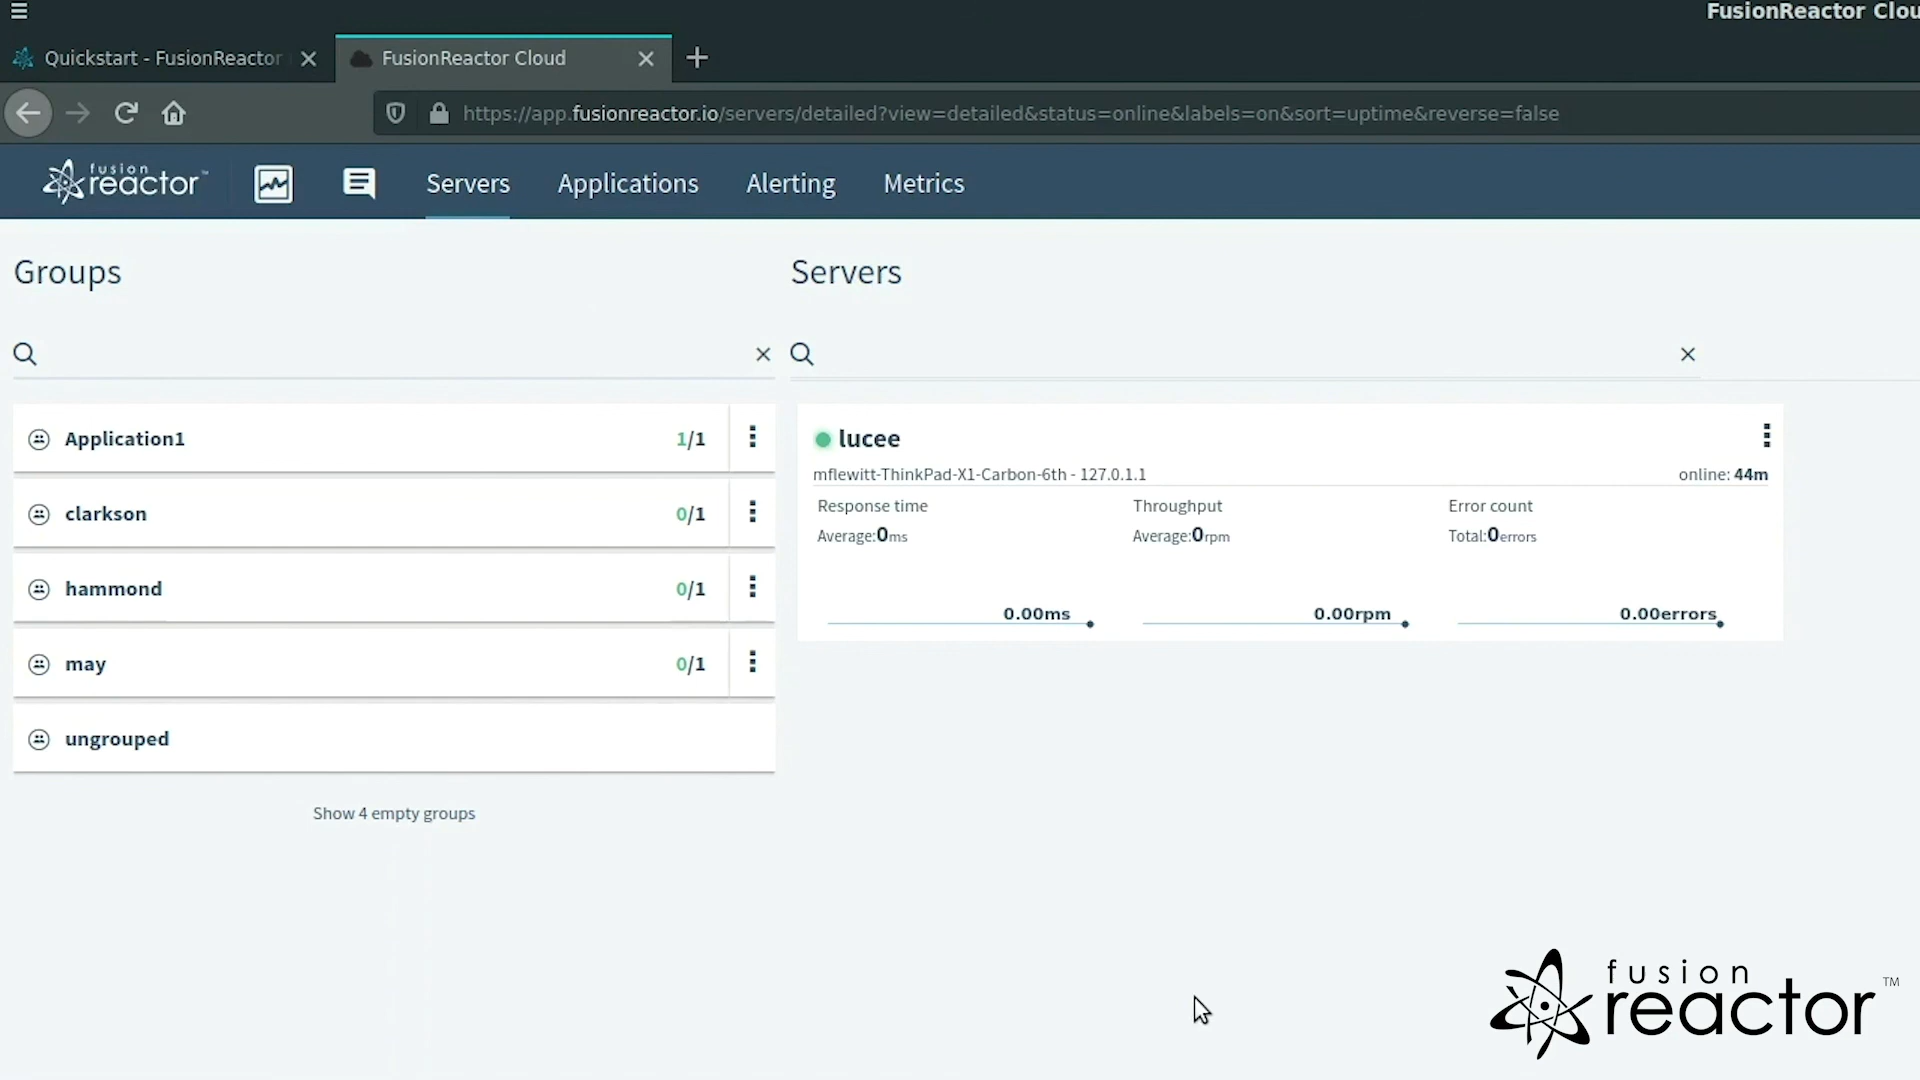 FusionReactor Clou
Quickstart - FusionReactor
FusionReactor Cloud
https://app.fusionreactor.io/servers/detailed?view=detailed&status=online&labels=on&sort=uptime&reverse=false
fusion
reactor™
Servers
Applications
Alerting
Metrics
Groups
Application1 1/1
clarkson 0/1
hammond 0/1
may 0/1
ungrouped
Show 4 empty groups
Servers
lucee
mflewitt-ThinkPad-X1-Carbon-6th - 127.0.1.1
online: 44m
Response time
Average:0ms
0.00ms
Throughput
Average:0rpm
0.00rpm
Error count
Total:0errors
0.00errors
fusion
reactor™